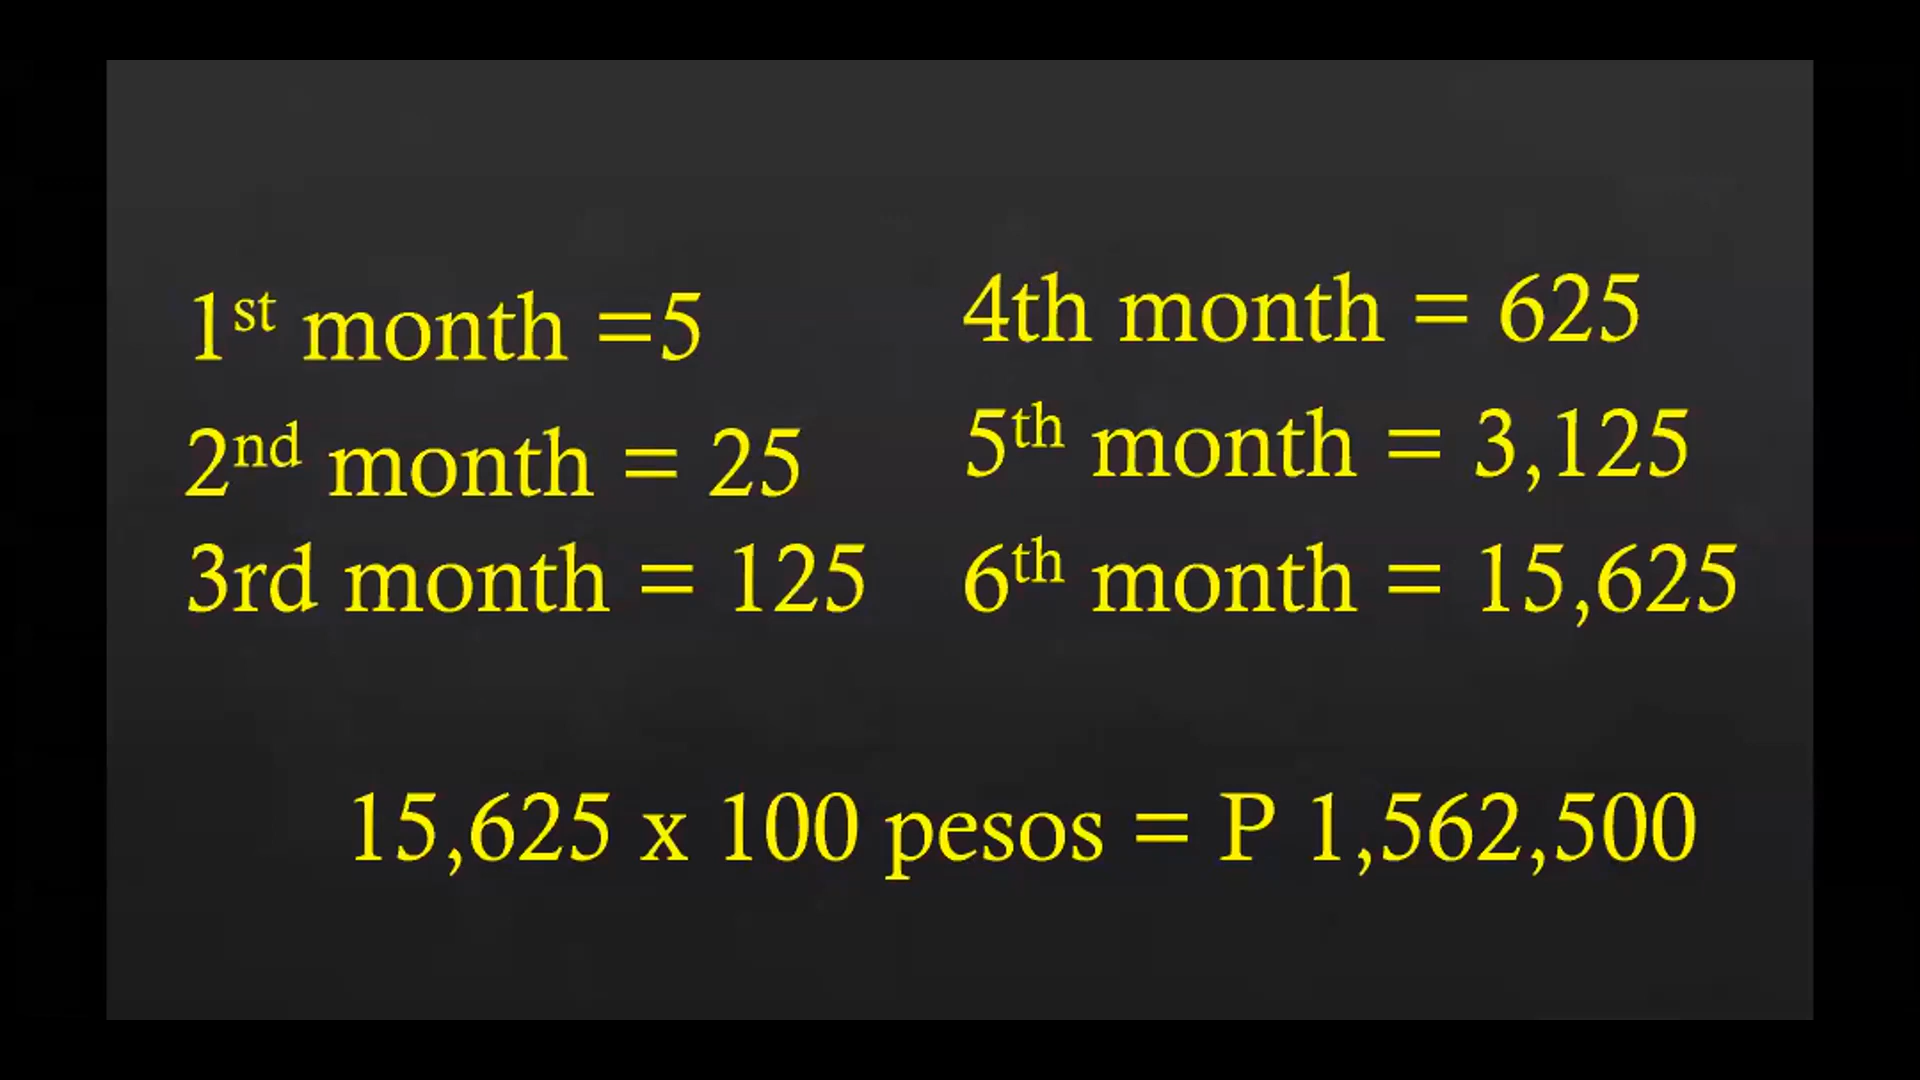 1st month =5
2nd month = 25
3rd month = 125
4th month = 625
5th month = 3,125
6th month = 15,625
15,625 x 100 pesos = P 1,562,500